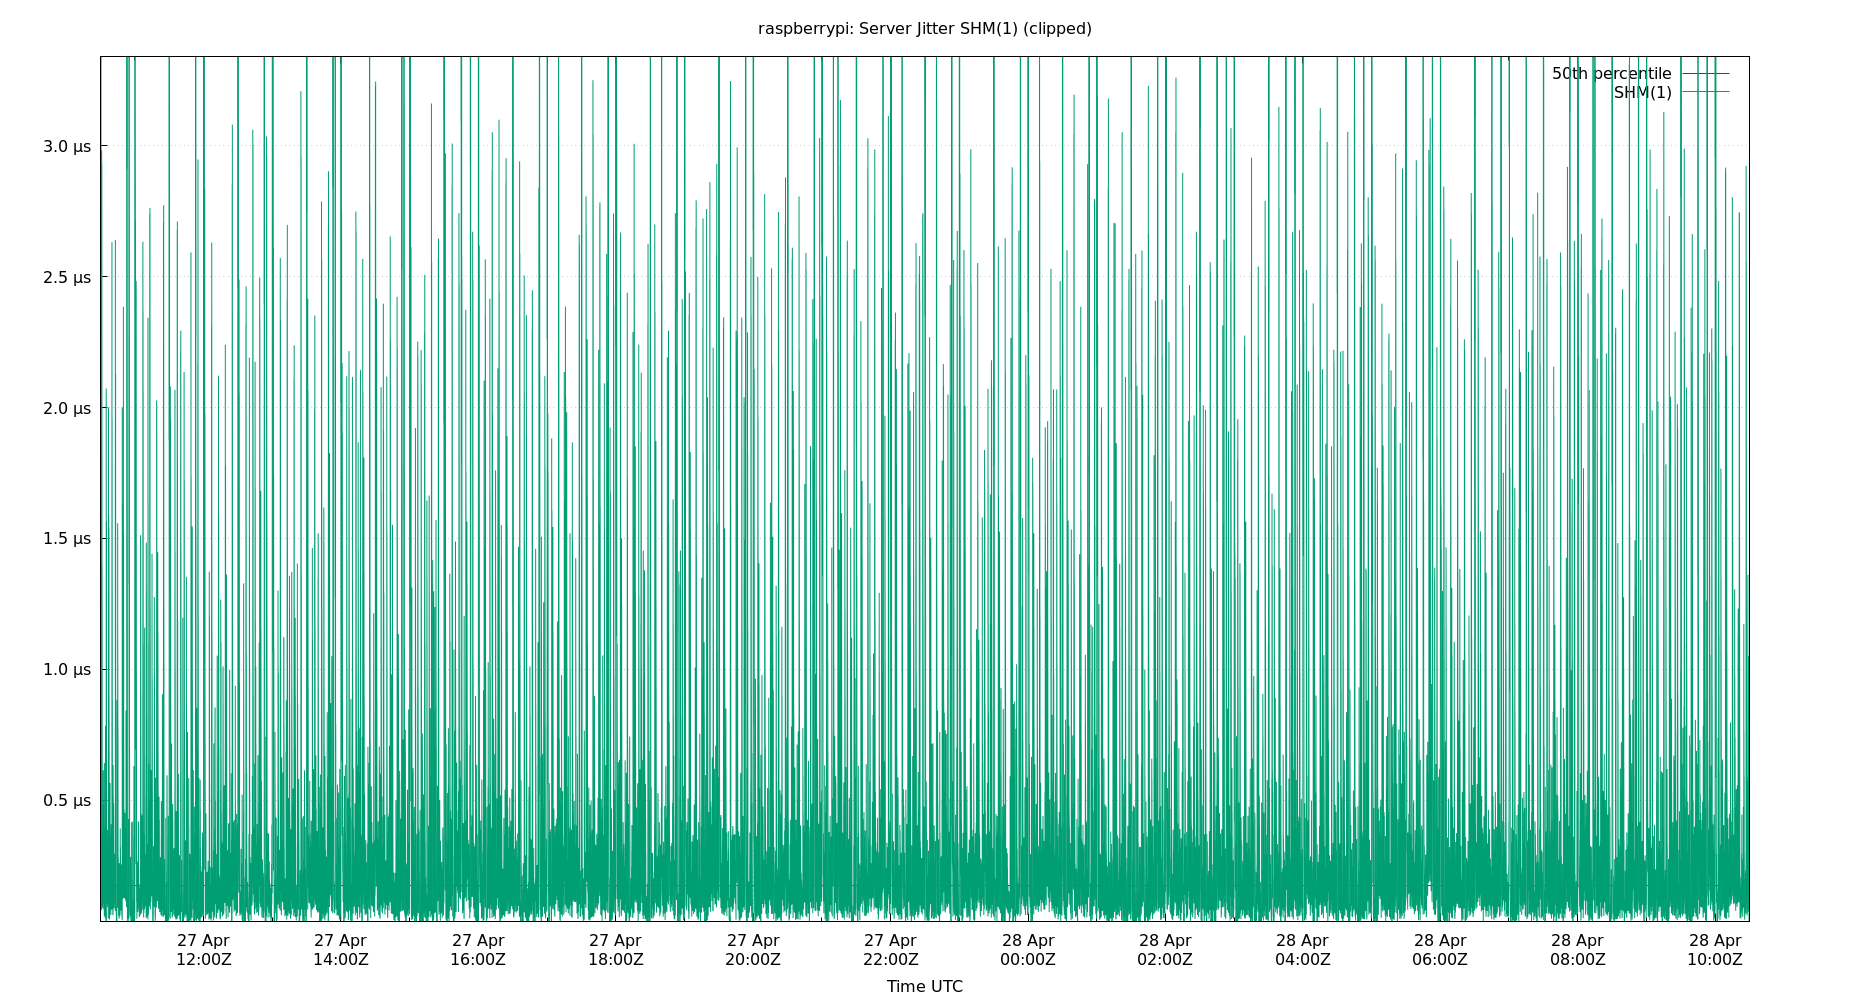 raspberrypi: Server Jitter SHM(1) (clipped)
50th percentile
SHM(1)
3.0 μs
2.5 μs
2.0 μs
1.5 μs
1.0 μs
0.5 μs
27 Apr 27 Apr 27 Apr 27 Apr 27 Apr 27 Apr 28 Apr 28 Apr 28 Apr 28 Apr 28 Apr 28 Apr
12:00Z 14:00Z 16:00Z 18:00Z 20:00Z 22:00Z 00:00Z 02:00Z 04:00Z 06:00Z 08:00Z 10:00Z
Time UTC